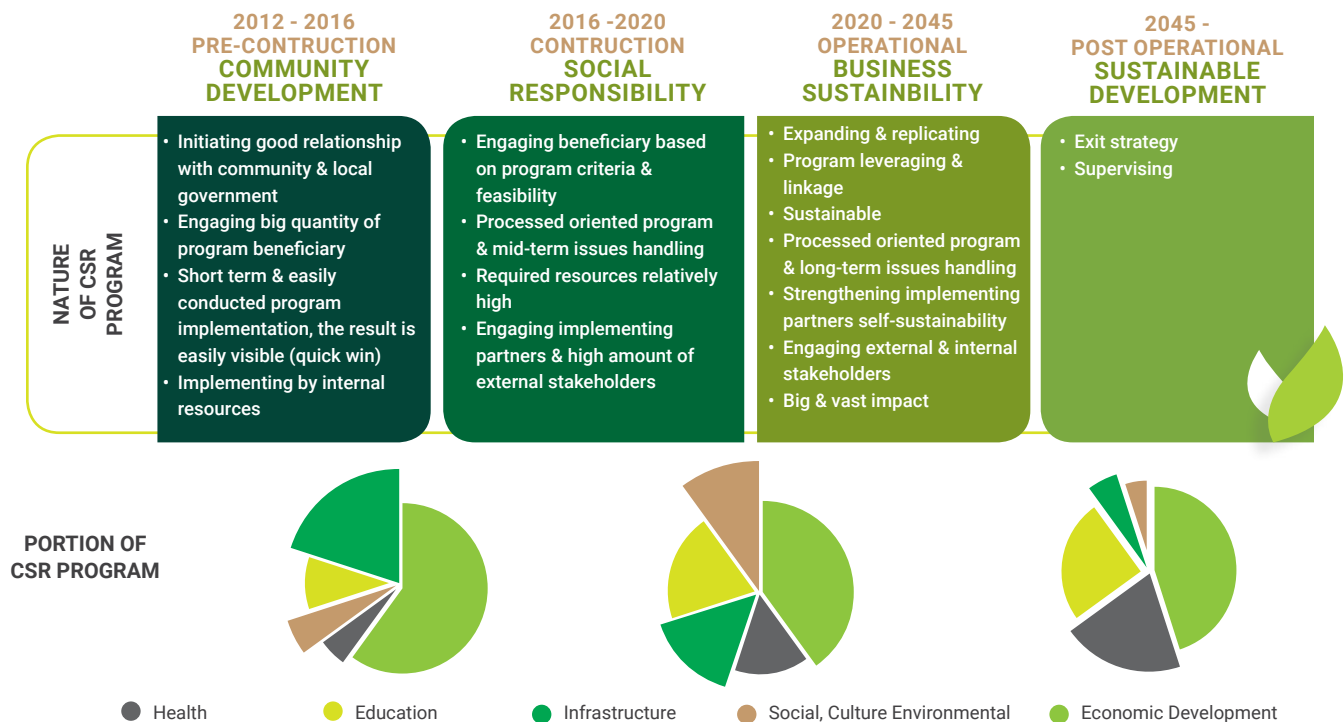 2012 - 2016
PRE-CONTRUCTION
COMMUNITY
DEVELOPMENT
2016 -2020
CONTRUCTION
SOCIAL
RESPONSIBILITY
2020 - 2045
OPERATIONAL
BUSINESS
SUSTAINBILITY
2045 -
POST OPERATIONAL
SUSTAINABLE
DEVELOPMENT
NATURE
OF CSR
PROGRAM
• Initiating good relationship
with community & local
government
• Engaging big quantity of
program beneficiary
• Short term & easily
conducted program
implementation, the result is
easily visible (quick win)
• Implementing by internal
resources
• Engaging beneficiary based
on program criteria &
feasibility
• Processed oriented program
& mid-term issues handling
• Required resources relatively
high
• Engaging implementing
partners & high amount of
external stakeholders
• Expanding & replicating
• Program leveraging &
linkage
• Sustainable
• Processed oriented program
& long-term issues handling
• Strengthening implementing
partners self-sustainability
• Engaging external & internal
stakeholders
• Big & vast impact
• Exit strategy
• Supervising
PORTION OF
CSR PROGRAM
Health
Education
Infrastructure
Social, Culture Environmental
Economic Development